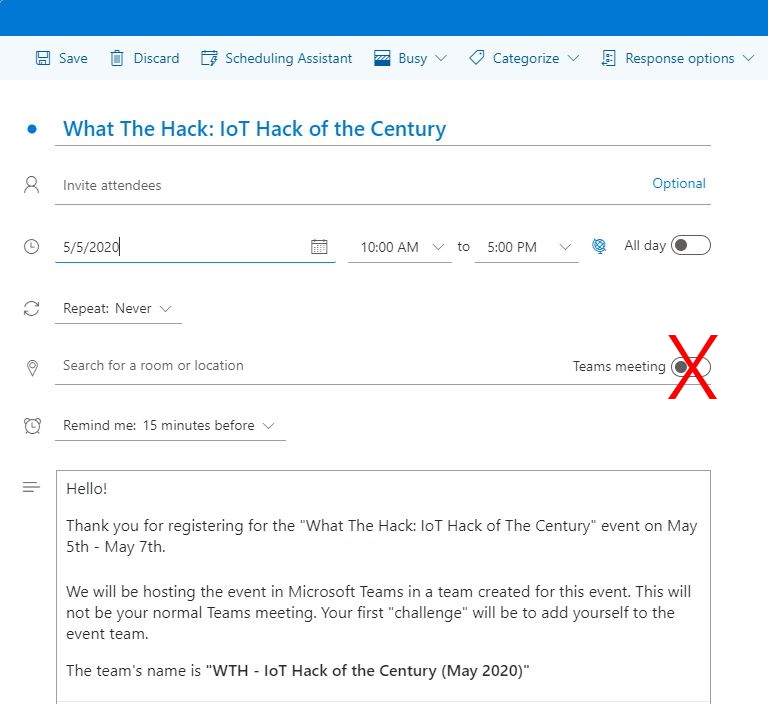 Save Discard Scheduling Assistant Busy Categorize Response options
What The Hack: IoT Hack of the Century
Invite attendees Optional
5/5/2020 10:00 AM to 5:00 PM All day
Repeat: Never
Search for a room or location Teams meeting
Remind me: 15 minutes before
Hello!
Thank you for registering for the "What The Hack: IoT Hack of The Century" event on May
5th - May 7th.
We will be hosting the event in Microsoft Teams in a team created for this event. This will
not be your normal Teams meeting. Your first "challenge" will be to add yourself to the
event team.
The team's name is "WTH - IoT Hack of the Century (May 2020)"